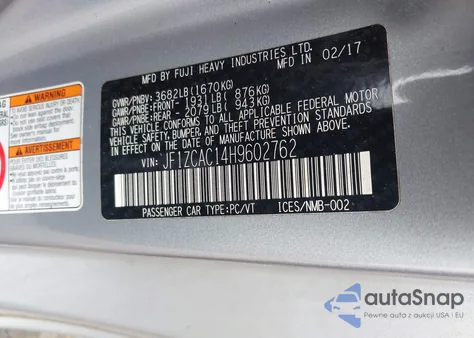 MFD BY FUJI HEAVY INDUSTRIES LTD. IN 02/17
GVWR/PNBV: 3682LB(1670KG)
GAWR/PNBE:FRONT- 1931LB( 876KG)
GAWR/PNBE:REAR - 2079LB( 943KG)
THIS VEHICLE CONFORMS TO ALL APPLICABLE FEDERAL MOTOR
VEHICLE SAFETY, BUMPER, AND THEFT PREVENTION STANDARDS IN
EFFECT ON THE DATE OF MANUFACTURE SHOWN ABOVE.
VIN: JF1ZCAC14H9602762
PASSENGER CAR TYPE:PC/VT ICES/NMB-002
WARNING
autoSnap
Pewne auta z aukcji USA i EU